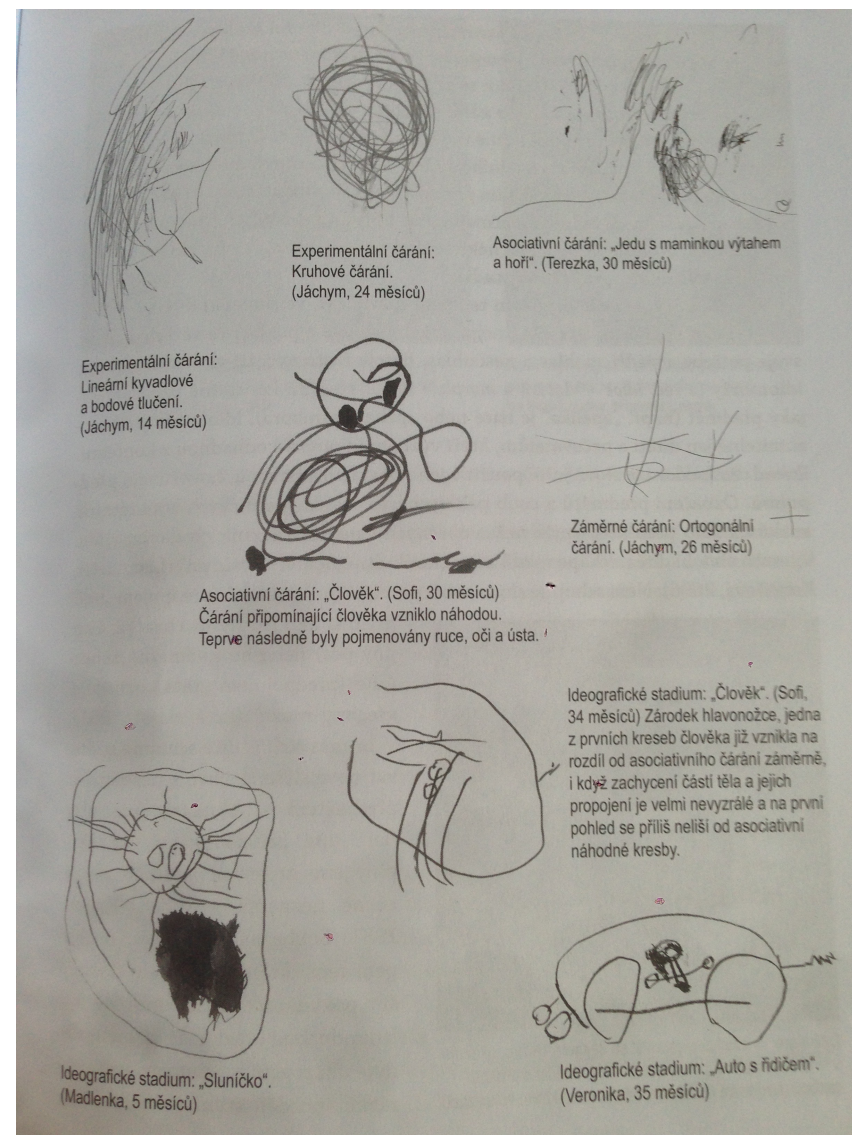 Experimentální čárání:
Kruhové čárání.
(Jáchym, 24 měsíců)
Asociativní čárání: „Jedu s maminkou výtahem
a hoří“. (Terezka, 30 měsíců)
Experimentální čárání:
Lineární kyvadlové
a bodové tlučení.
(Jáchym, 14 měsíců)
Záměrné čárání: Ortogonální
čárání. (Jáchym, 26 měsíců)
Asociativní čárání: „Člověk“. (Sofi, 30 měsíců)
Čárání připomínající člověka vzniklo náhodou.
Teprve následně byly pojmenovány ruce, oči a ústa.
Ideografické stadium: „Člověk“. (Sofi,
34 měsíců) Zárodek hlavonožce, jedna
z prvních kreseb člověka již vznikla na
rozdíl od asociativního čárání záměrně,
i když zachycení částí těla a jejich
propojení je velmi nevyzrálé a na první
pohled se příliš neliší od asociativní
náhodné kresby.
Ideografické stadium: „Sluníčko“.
(Madlenka, 5 měsíců)
Ideografické stadium: „Auto s řidičem“.
(Veronika, 35 měsíců)